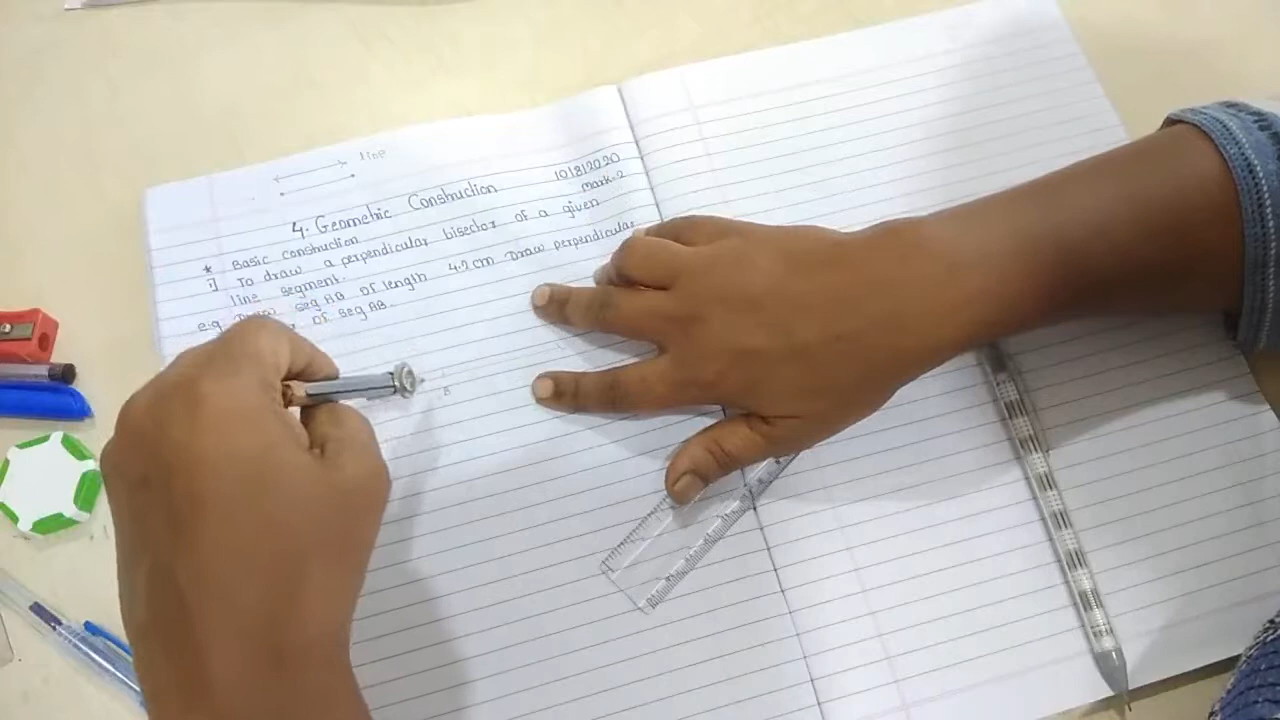 line
10/8/2020
4. Geometric Construction
mark-2
* Basic construction
i] To draw a perpendicular bisector of a given
line segment.
e.g. Draw seg AB of length 4.2 cm Draw perpendicular
of seg AB.
B